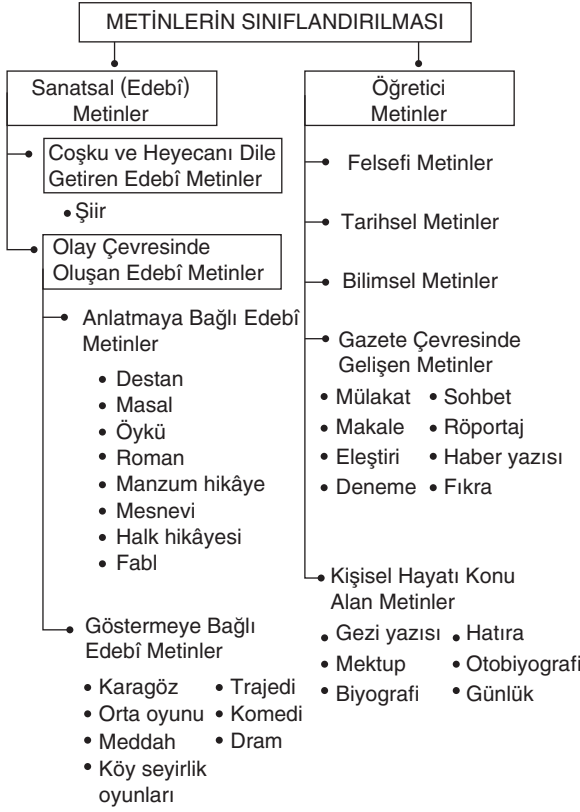 METİNLERİN SINIFLANDIRILMASI
Sanatsal (Edebî)
Metinler
Coşku ve Heyecanı Dile
Getiren Edebî Metinler
• Şiir
Olay Çevresinde
Oluşan Edebî Metinler
• Anlatmaya Bağlı Edebî
Metinler
• Destan
• Masal
• Öykü
• Roman
• Manzum hikâye
• Mesnevi
• Halk hikâyesi
• Fabl
• Göstermeye Bağlı
Edebî Metinler
• Karagöz • Trajedi
• Orta oyunu • Komedi
• Meddah • Dram
• Köy seyirlik
oyunları
Öğretici
Metinler
• Felsefi Metinler
• Tarihsel Metinler
• Bilimsel Metinler
• Gazete Çevresinde
Gelişen Metinler
• Mülakat • Sohbet
• Makale • Röportaj
• Eleştiri • Haber yazısı
• Deneme • Fıkra
• Kişisel Hayatı Konu
Alan Metinler
• Gezi yazısı • Hatıra
• Mektup • Otobiyografi
• Biyografi • Günlük